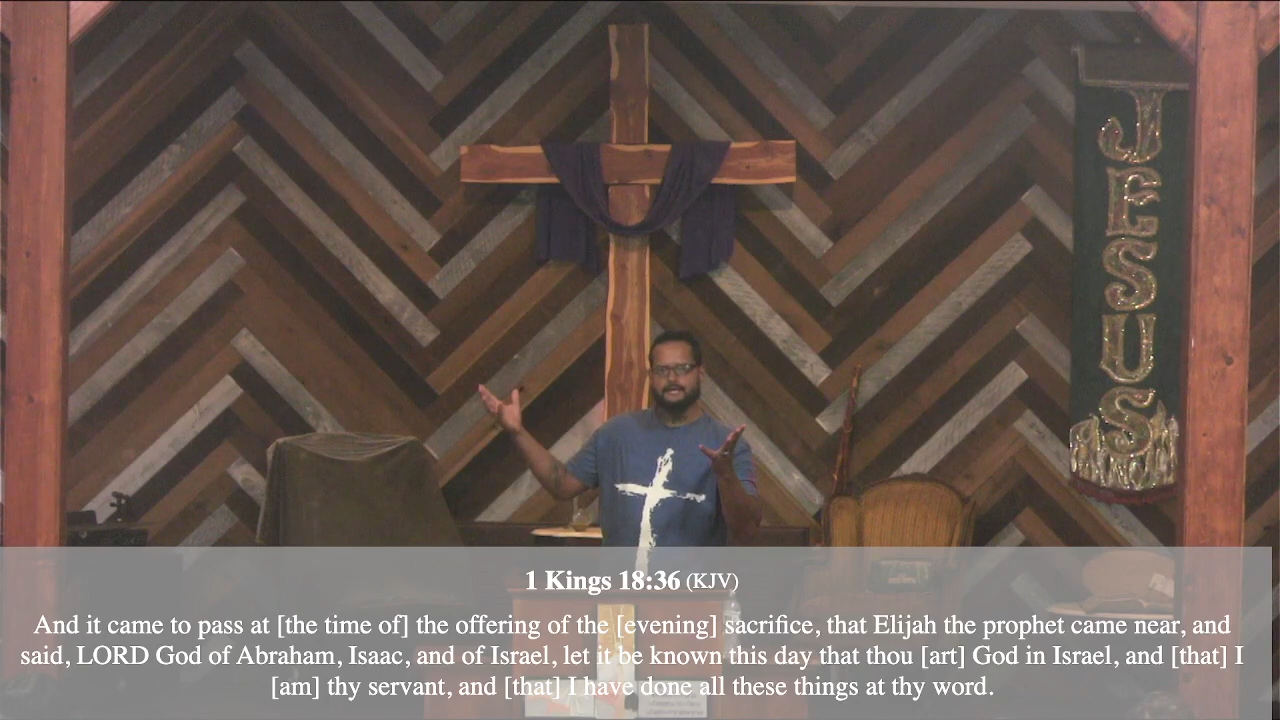 JESUS
1 Kings 18:36 (KJV)
And it came to pass at [the time of] the offering of the [evening] sacrifice, that Elijah the prophet came near, and
said, LORD God of Abraham, Isaac, and of Israel, let it be known this day that thou [art] God in Israel, and [that] I
[am] thy servant, and [that] I have done all these things at thy word.